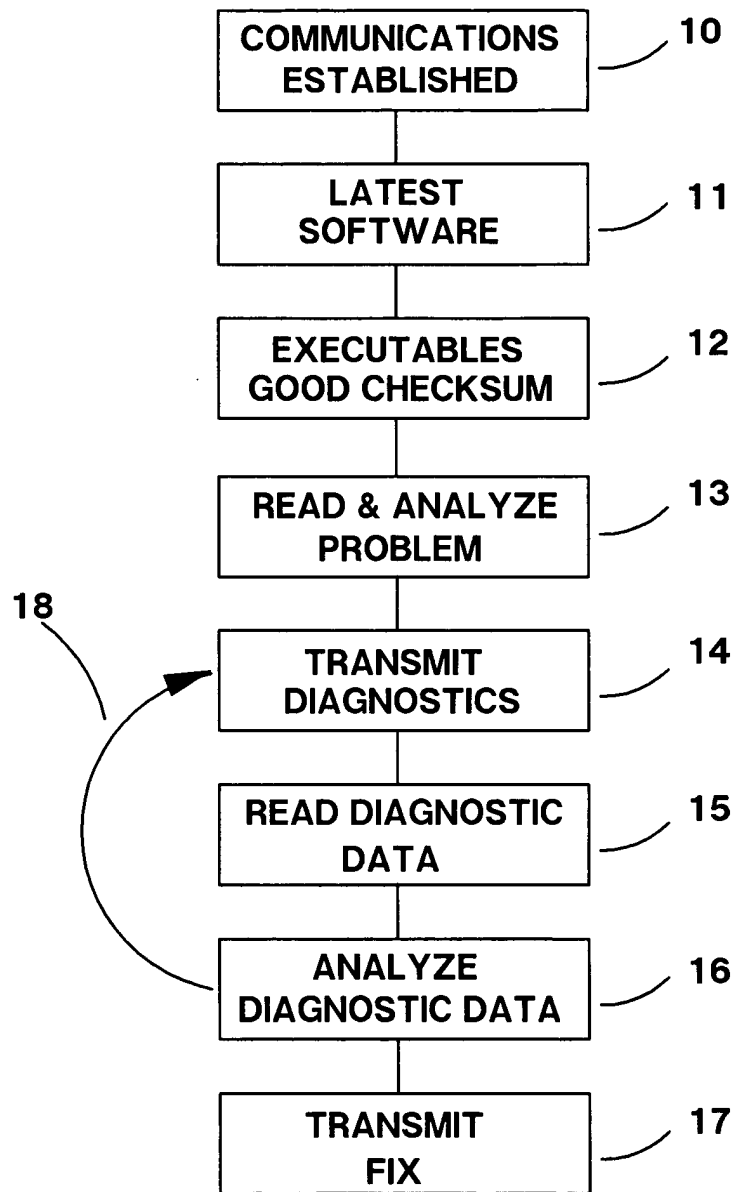 COMMUNICATIONS
ESTABLISHED
10
LATEST
SOFTWARE
11
EXECUTABLES
GOOD CHECKSUM
12
READ & ANALYZE
PROBLEM
13
18
TRANSMIT
DIAGNOSTICS
14
READ DIAGNOSTIC
DATA
15
ANALYZE
DIAGNOSTIC DATA
16
TRANSMIT
FIX
17